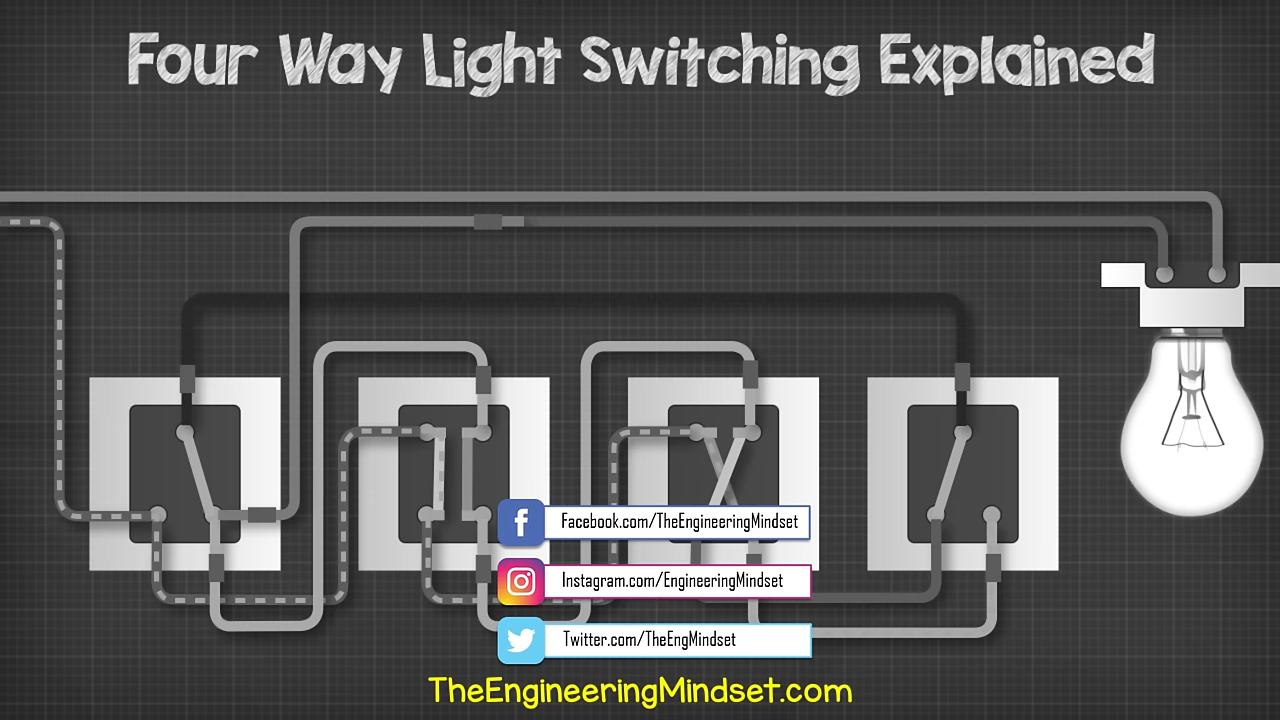 Four Way Light Switching Explained
Facebook.com/TheEngineeringMindset
Instagram.com/EngineeringMindset
Twitter.com/TheEngMindset
TheEngineeringMindset.com